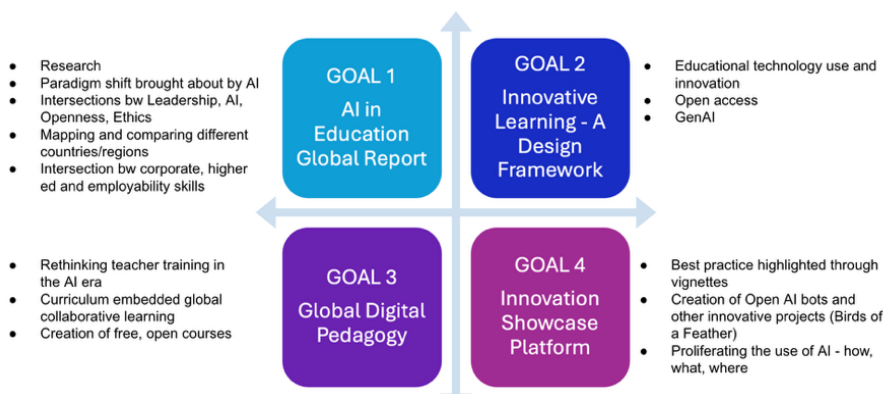 ● Research
● Paradigm shift brought about by AI
● Intersections bw Leadership, AI,
Openness, Ethics
● Mapping and comparing different
countries/regions
● Intersection bw corporate, higher
ed and employability skills
GOAL 1
AI in
Education
Global Report
GOAL 2
Innovative
Learning - A
Design
Framework
● Educational technology use and
innovation
● Open access
● GenAI
● Rethinking teacher training in
the AI era
● Curriculum embedded global
collaborative learning
● Creation of free, open courses
GOAL 3
Global Digital
Pedagogy
GOAL 4
Innovation
Showcase
Platform
● Best practice highlighted through
vignettes
● Creation of Open AI bots and
other innovative projects (Birds of
a Feather)
● Proliferating the use of AI - how,
what, where